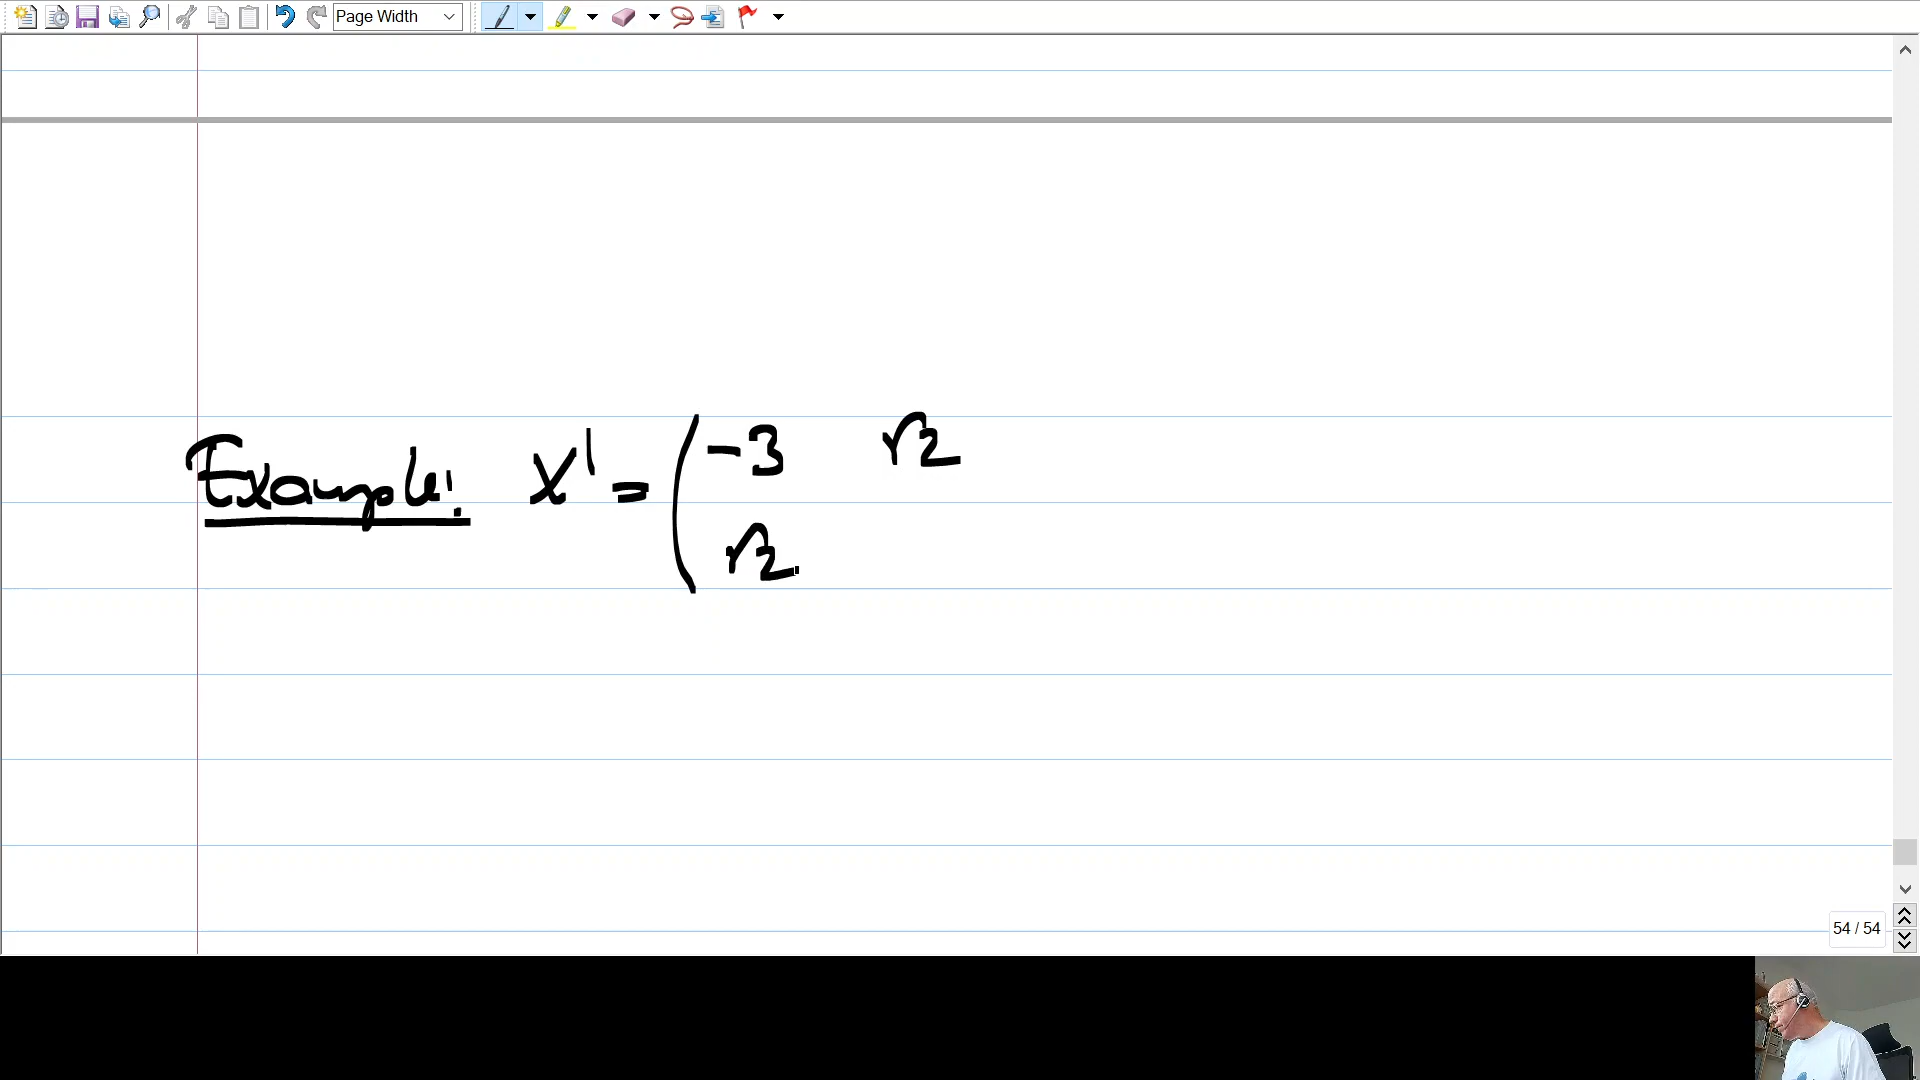 Page Width
Example: X' = ( -3 √2
√2
54 / 54